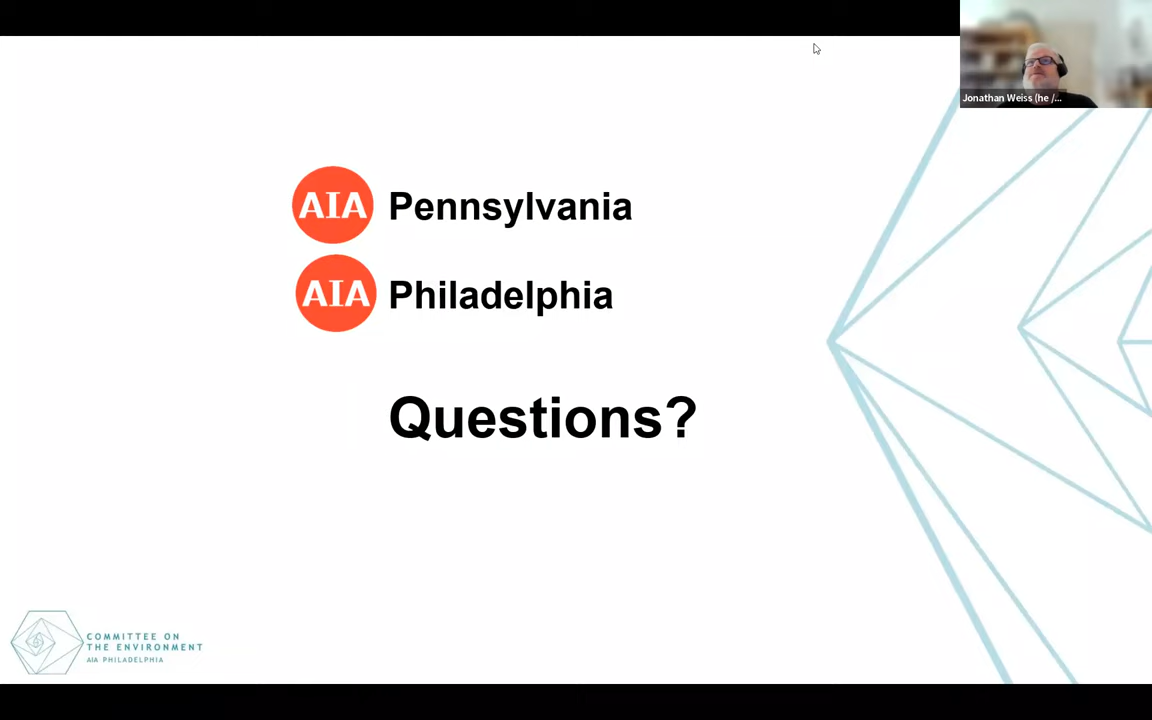 Jonathan Weiss (he /...
AIA Pennsylvania
AIA Philadelphia
Questions?
COMMITTEE ON
THE ENVIRONMENT
AIA PHILADELPHIA